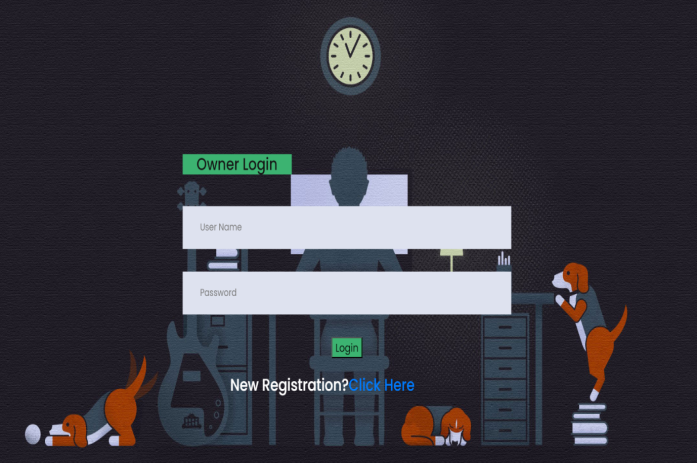 Owner Login
User Name
Password
Login
New Registration?Click Here